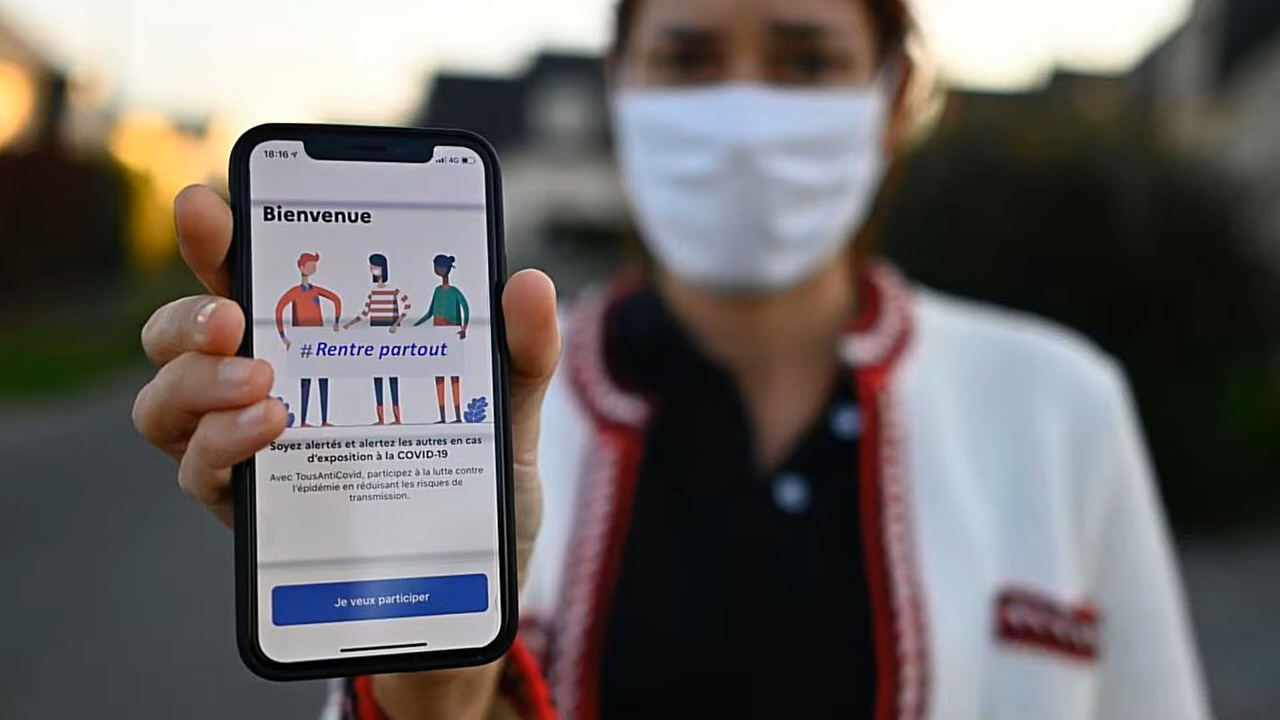 18:16
4G
Bienvenue
#Rentre partout
Soyez alertés et alertez les autres en cas
d'exposition à la COVID-19
Avec TousAntiCovid, participez à la lutte contre
l'épidémie en réduisant les risques de
transmission.
Je veux participer